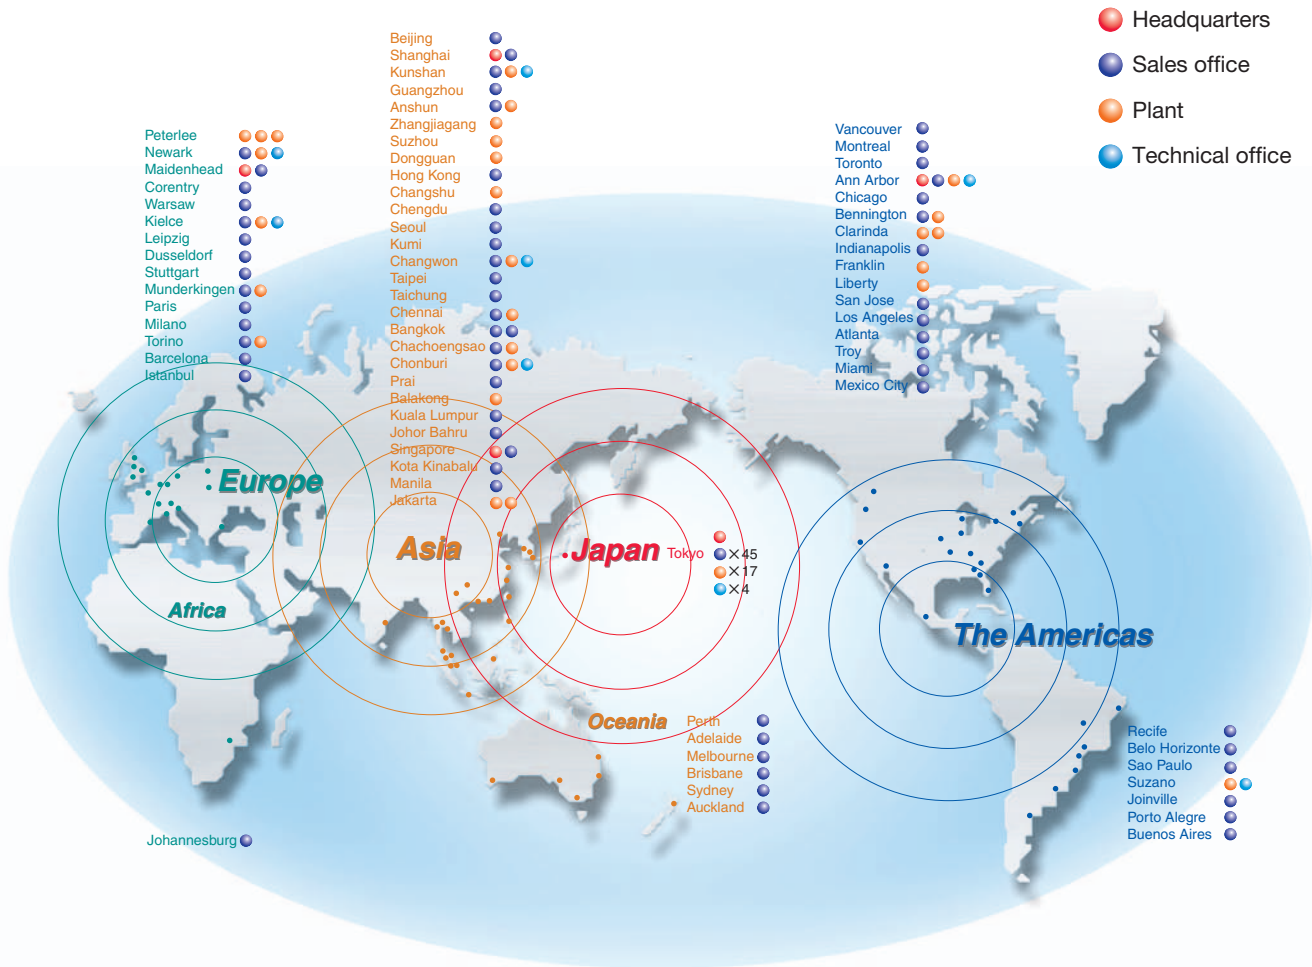 Headquarters
Sales office
Plant
Technical office
Beijing
Shanghai
Kunshan
Guangzhou
Anshun
Zhangjiagang
Suzhou
Dongguan
Hong Kong
Changshu
Chengdu
Seoul
Kumi
Changwon
Taipei
Taichung
Chennai
Bangkok
Chachoengsao
Chonburi
Prai
Balakong
Kuala Lumpur
Johor Bahru
Singapore
Kota Kinabalu
Manila
Jakarta
Peterlee
Newark
Maidenhead
Corentry
Warsaw
Kielce
Leipzig
Dusseldorf
Stuttgart
Munderkingen
Paris
Milano
Torino
Barcelona
Istanbul
Vancouver
Montreal
Toronto
Ann Arbor
Chicago
Bennington
Clarinda
Indianapolis
Franklin
Liberty
San Jose
Los Angeles
Atlanta
Troy
Miami
Mexico City
Europe
Asia
Japan
Tokyo
×45
×17
×4
Africa
The Americas
Oceania
Perth
Adelaide
Melbourne
Brisbane
Sydney
Auckland
Recife
Belo Horizonte
Sao Paulo
Suzano
Joinville
Porto Alegre
Buenos Aires
Johannesburg